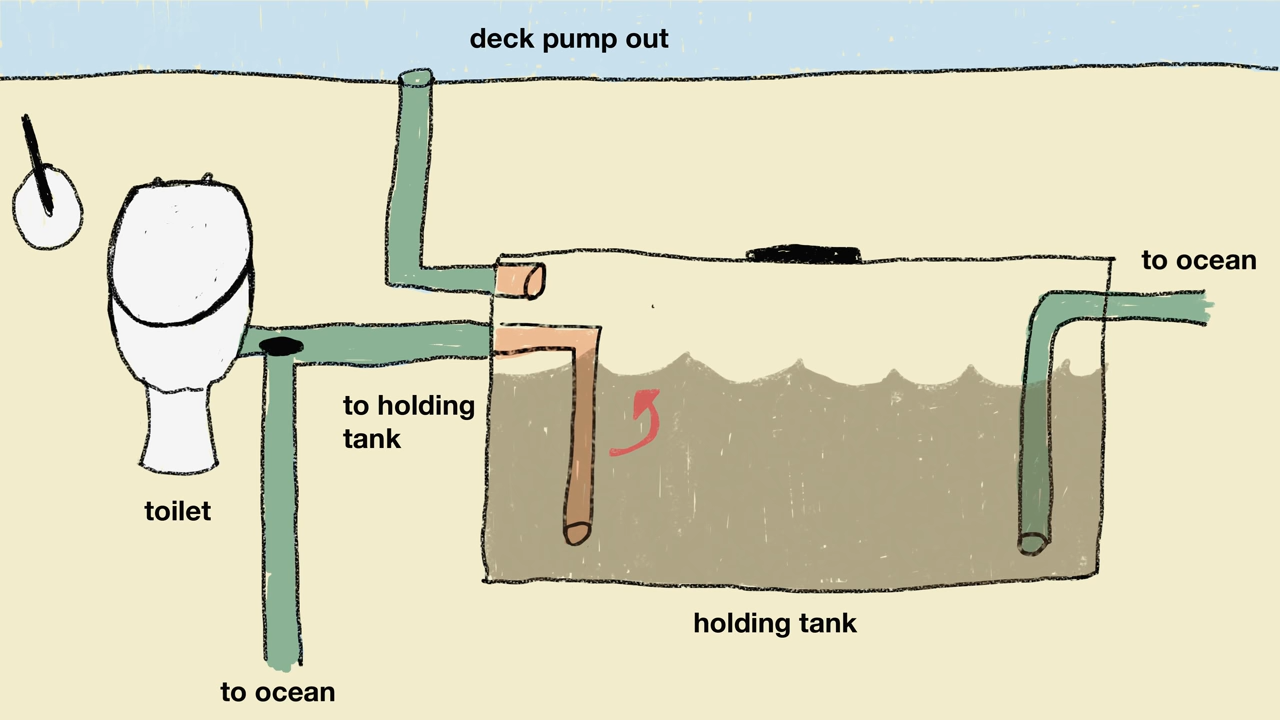 deck pump out
to ocean
to holding
tank
toilet
holding tank
to ocean